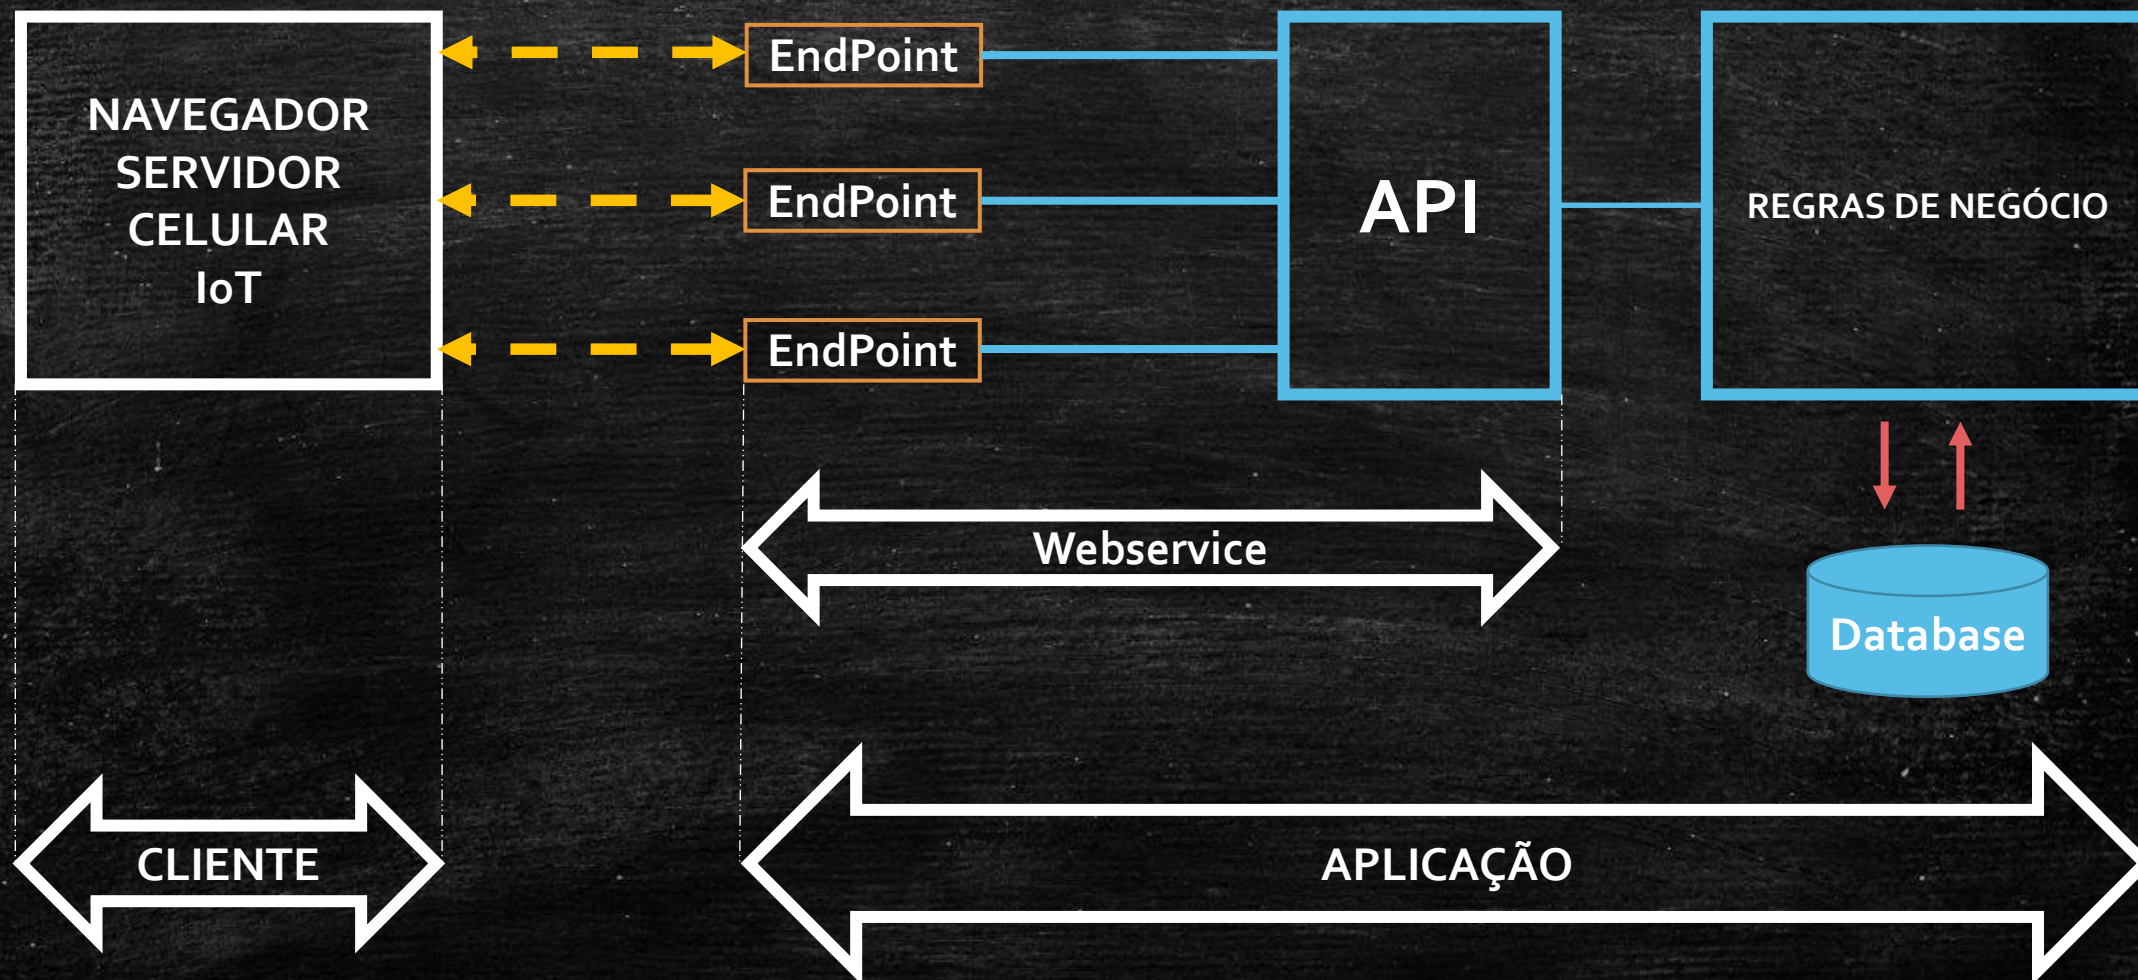 NAVEGADOR
SERVIDOR
CELULAR
IoT
EndPoint
EndPoint
EndPoint
API
REGRAS DE NEGÓCIO
Webservice
Database
CLIENTE
APLICAÇÃO